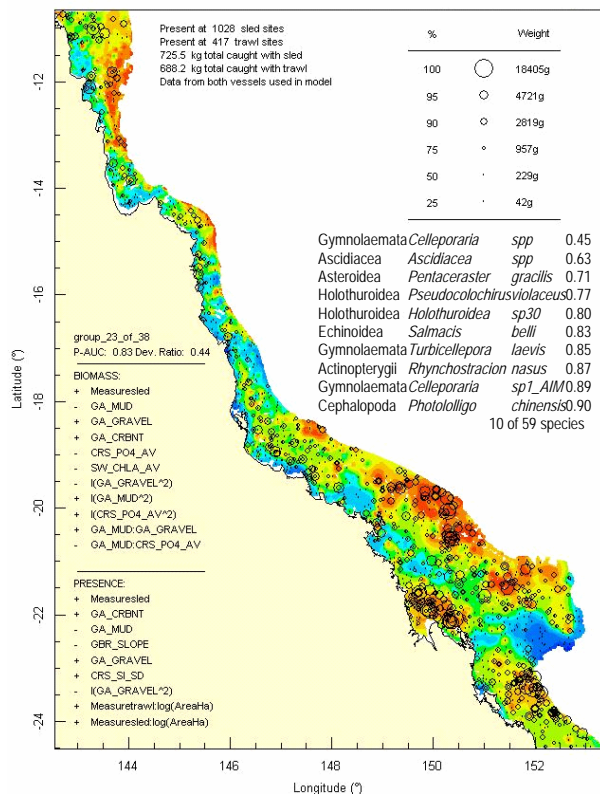 Present at 1028 sled sites
Present at 417 trawl sites
725.5 kg total caught with sled
688.2 kg total caught with trawl
Data from both vessels used in model
% Weight
100 18405g
95 4721g
90 2819g
75 957g
50 229g
25 42g
Gymnolaemata Celleporaria spp 0.45
Ascidiacea Ascidiacea spp 0.63
Asteroidea Pentaceraster gracilis 0.71
Holothuroidea Pseudocolochirus violaceus 0.77
Holothuroidea Holothuroidea sp30 0.80
Echinoidea Salmacis belli 0.83
Gymnolaemata Turbicellepora laevis 0.85
Actinopterygii Rhynchostracion nasus 0.87
Gymnolaemata Celleporaria sp1_AIM 0.89
Cephalopoda Photololigo chinensis 0.90
10 of 59 species
group_23_of_38
P-AUC: 0.83 Dev. Ratio: 0.44
BIOMASS:
+ Measuresled
- GA_MUD
+ GA_GRAVEL
+ GA_CRBNT
- CRS_PO4_AV
- SW_CHLA_AV
- I(GA_GRAVEL^2)
+ I(GA_MUD^2)
+ I(CRS_PO4_AV^2)
+ GA_MUD:GA_GRAVEL
- GA_MUD:CRS_PO4_AV
PRESENCE:
+ Measuresled
+ GA_CRBNT
- GA_MUD
- GBR_SLOPE
+ GA_GRAVEL
+ CRS_SI_SD
- I(GA_GRAVEL^2)
+ Measuretrawl:log(AreaHa)
+ Measuresled:log(AreaHa)
Latitude (°)
-12
-14
-16
-18
-20
-22
-24
144 146 148 150 152
Longitude (°)